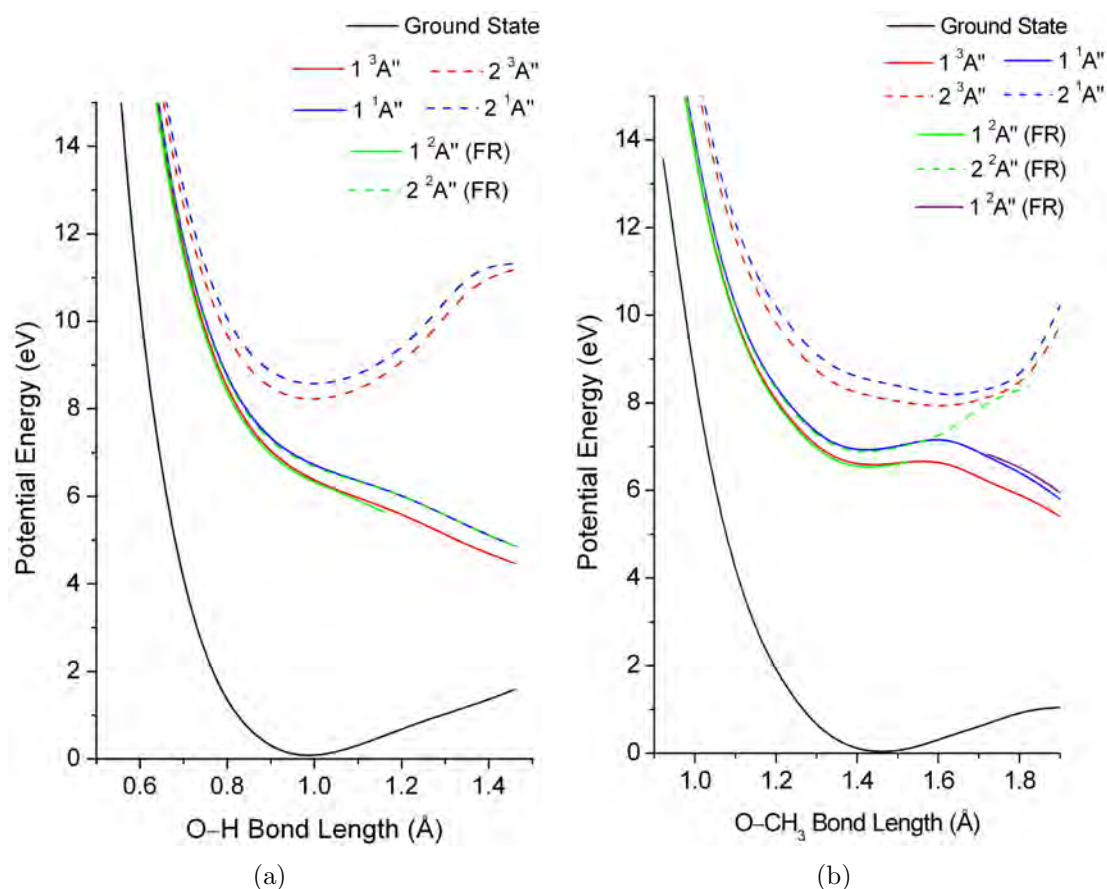 Ground State
1 ³A" 2 ³A"
1 ¹A" 2 ¹A"
1 ²A" (FR)
2 ²A" (FR)
14
12
10
8
6
4
2
0
Potential Energy (eV)
0.6 0.8 1.0 1.2 1.4
O–H Bond Length (Å)
(a)
Ground State
1 ³A" 1 ¹A"
2 ³A" 2 ¹A"
1 ²A" (FR)
2 ²A" (FR)
1 ²A" (FR)
14
12
10
8
6
4
2
0
Potential Energy (eV)
1.0 1.2 1.4 1.6 1.8
O–CH₃ Bond Length (Å)
(b)